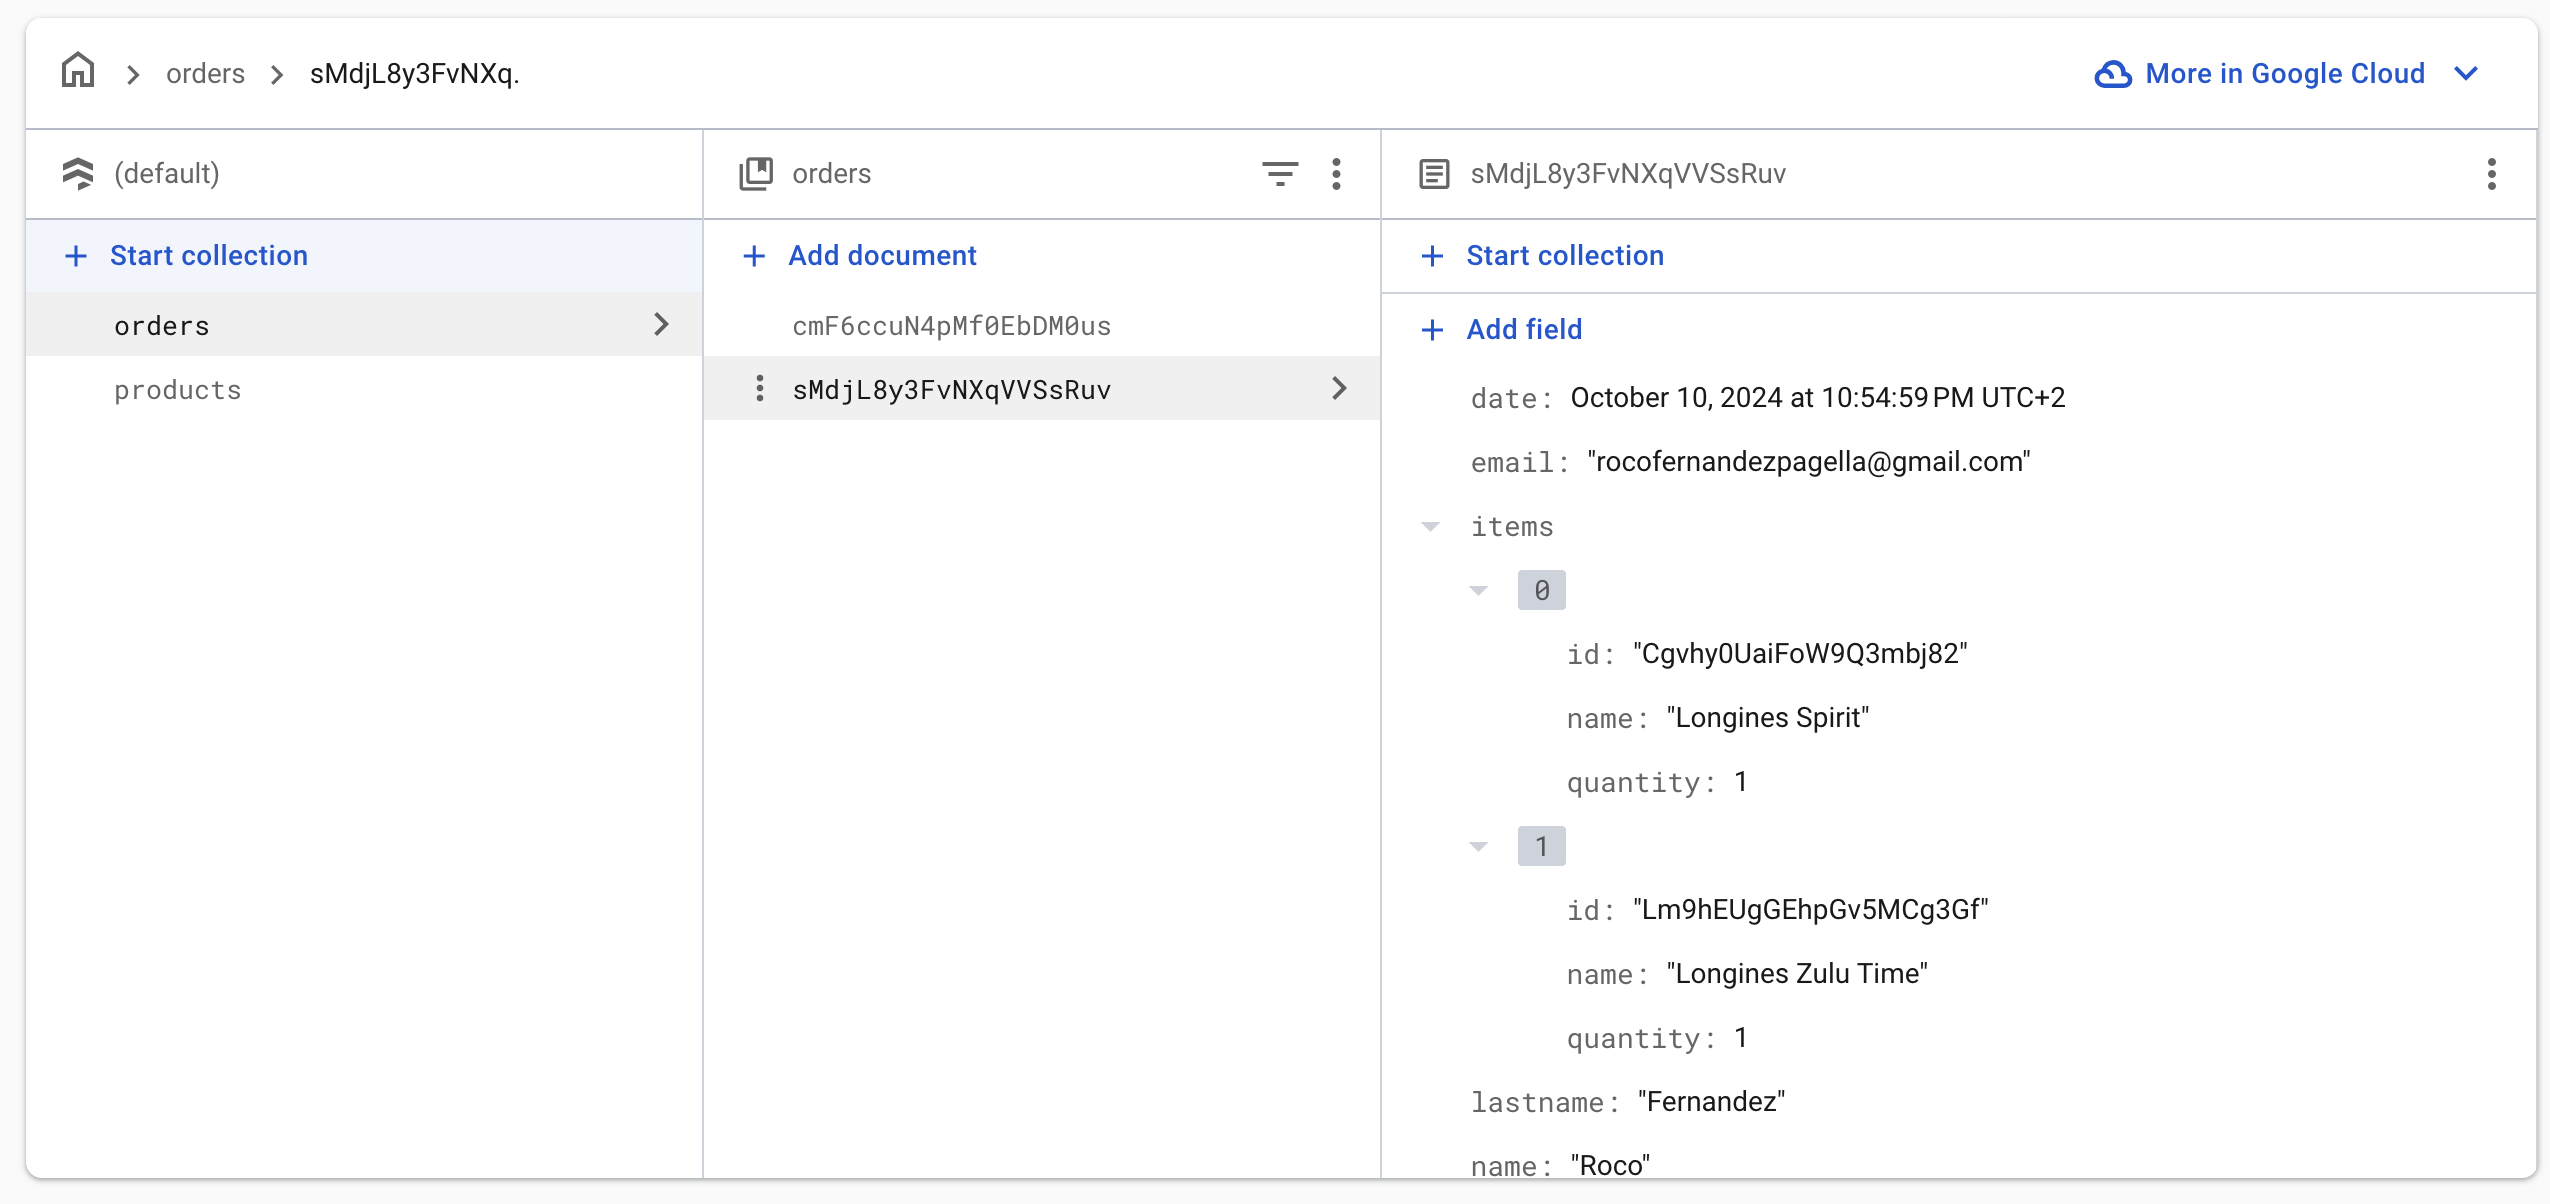 orders
sMdjL8y3FvNXq.
More in Google Cloud
(default)
Start collection
orders
products
orders
Add document
cmF6ccuN4pMf0EbDM0us
sMdjL8y3FvNXqVVSsRuv
sMdjL8y3FvNXqVVSsRuv
Start collection
Add field
date: October 10, 2024 at 10:54:59 PM UTC+2
email: "rocofernandezpagella@gmail.com"
items
0
id: "Cgvhy0UaiFoW9Q3mbj82"
name: "Longines Spirit"
quantity: 1
1
id: "Lm9hEUgGEhpGv5MCg3Gf"
name: "Longines Zulu Time"
quantity: 1
lastname: "Fernandez"
name: "Roco"